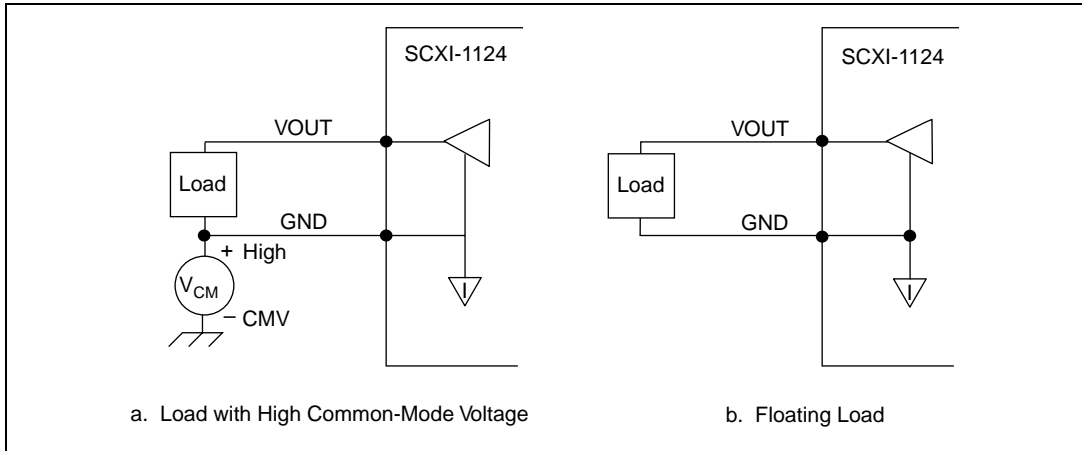 SCXI-1124
VOUT
Load
GND
+ High
VCM
– CMV
I
a. Load with High Common-Mode Voltage
SCXI-1124
VOUT
Load
GND
I
b. Floating Load